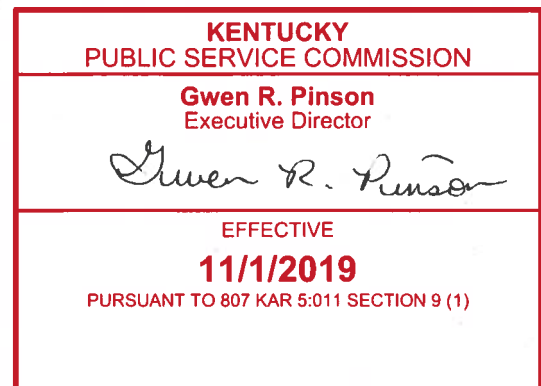 KENTUCKY
PUBLIC SERVICE COMMISSION
Gwen R. Pinson
Executive Director
Gwen R. Pinson
EFFECTIVE
11/1/2019
PURSUANT TO 807 KAR 5:011 SECTION 9 (1)